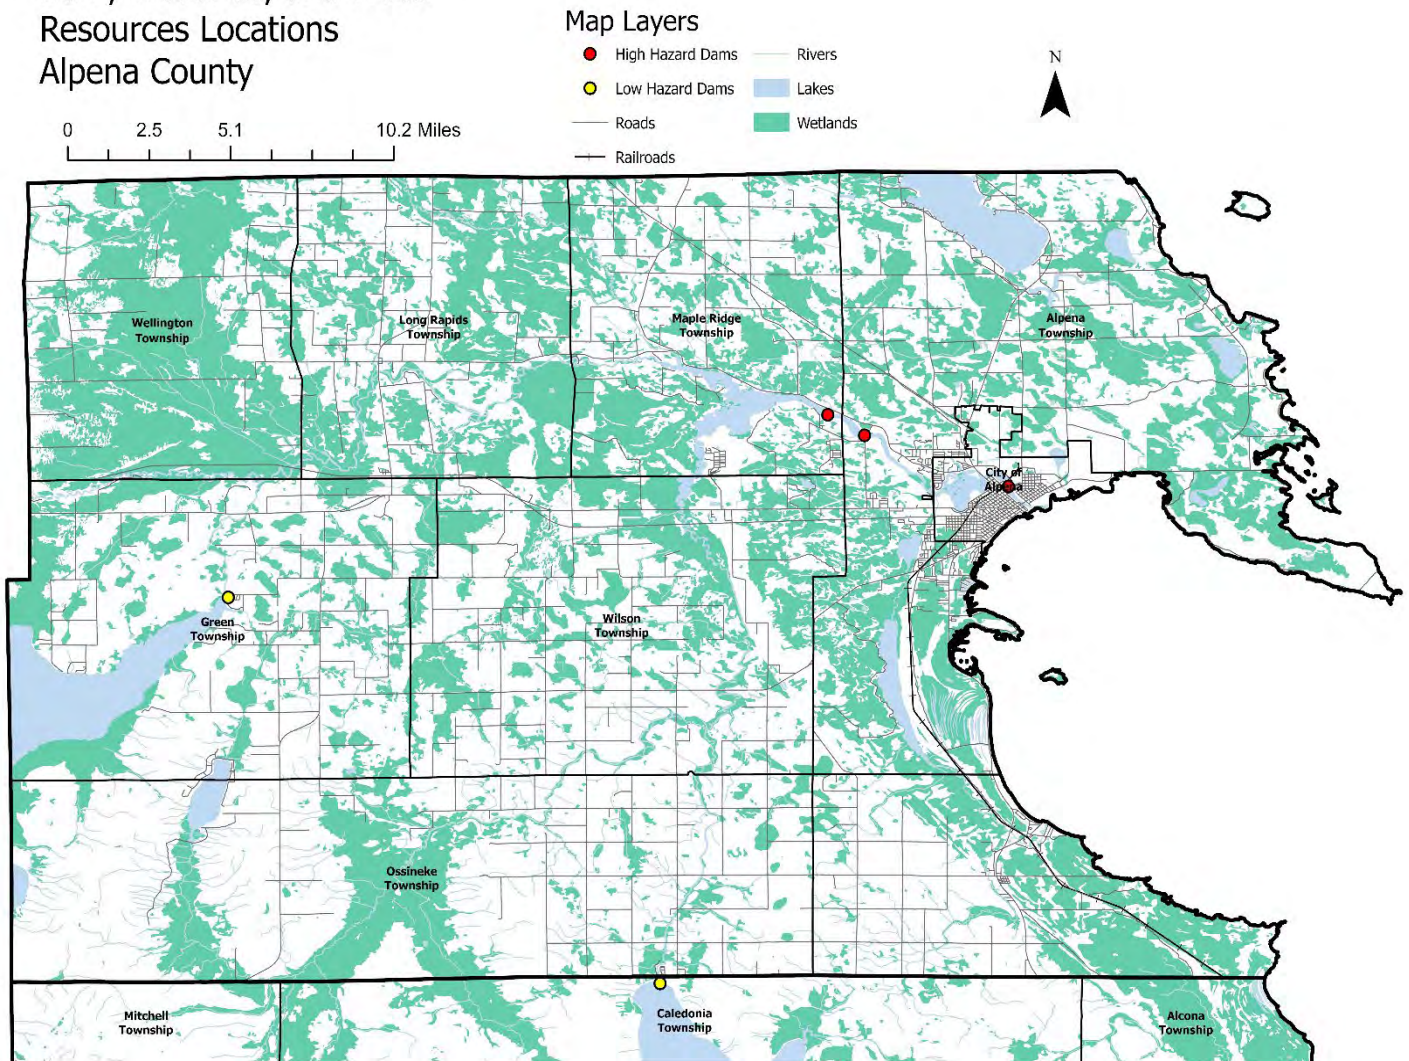 Resources Locations
Alpena County
Map Layers
High Hazard Dams
Rivers
Low Hazard Dams
Lakes
Roads
Wetlands
Railroads
N
0 2.5 5.1 10.2 Miles
Wellington
Township
Long Rapids
Township
Maple Ridge
Township
Alpena
Township
City of
Alpena
Green
Township
Wilson
Township
Ossineke
Township
Mitchell
Township
Caledonia
Township
Alcona
Township